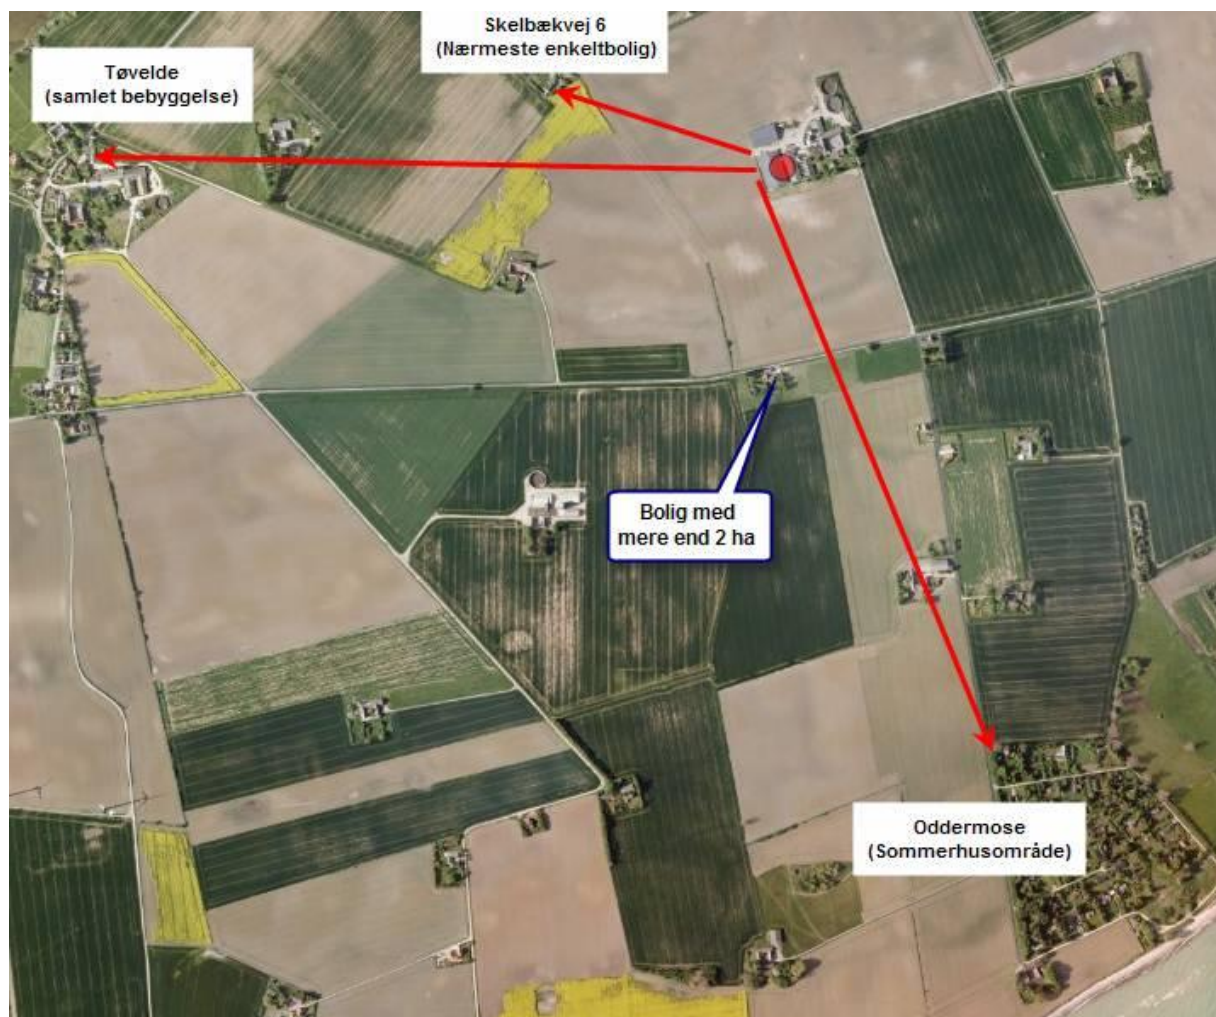 Skelbækvej 6
(Nærmeste enkeltbolig)
Tøvelde
(samlet bebyggelse)
Bolig med
mere end 2 ha
Oddermose
(Sommerhusområde)